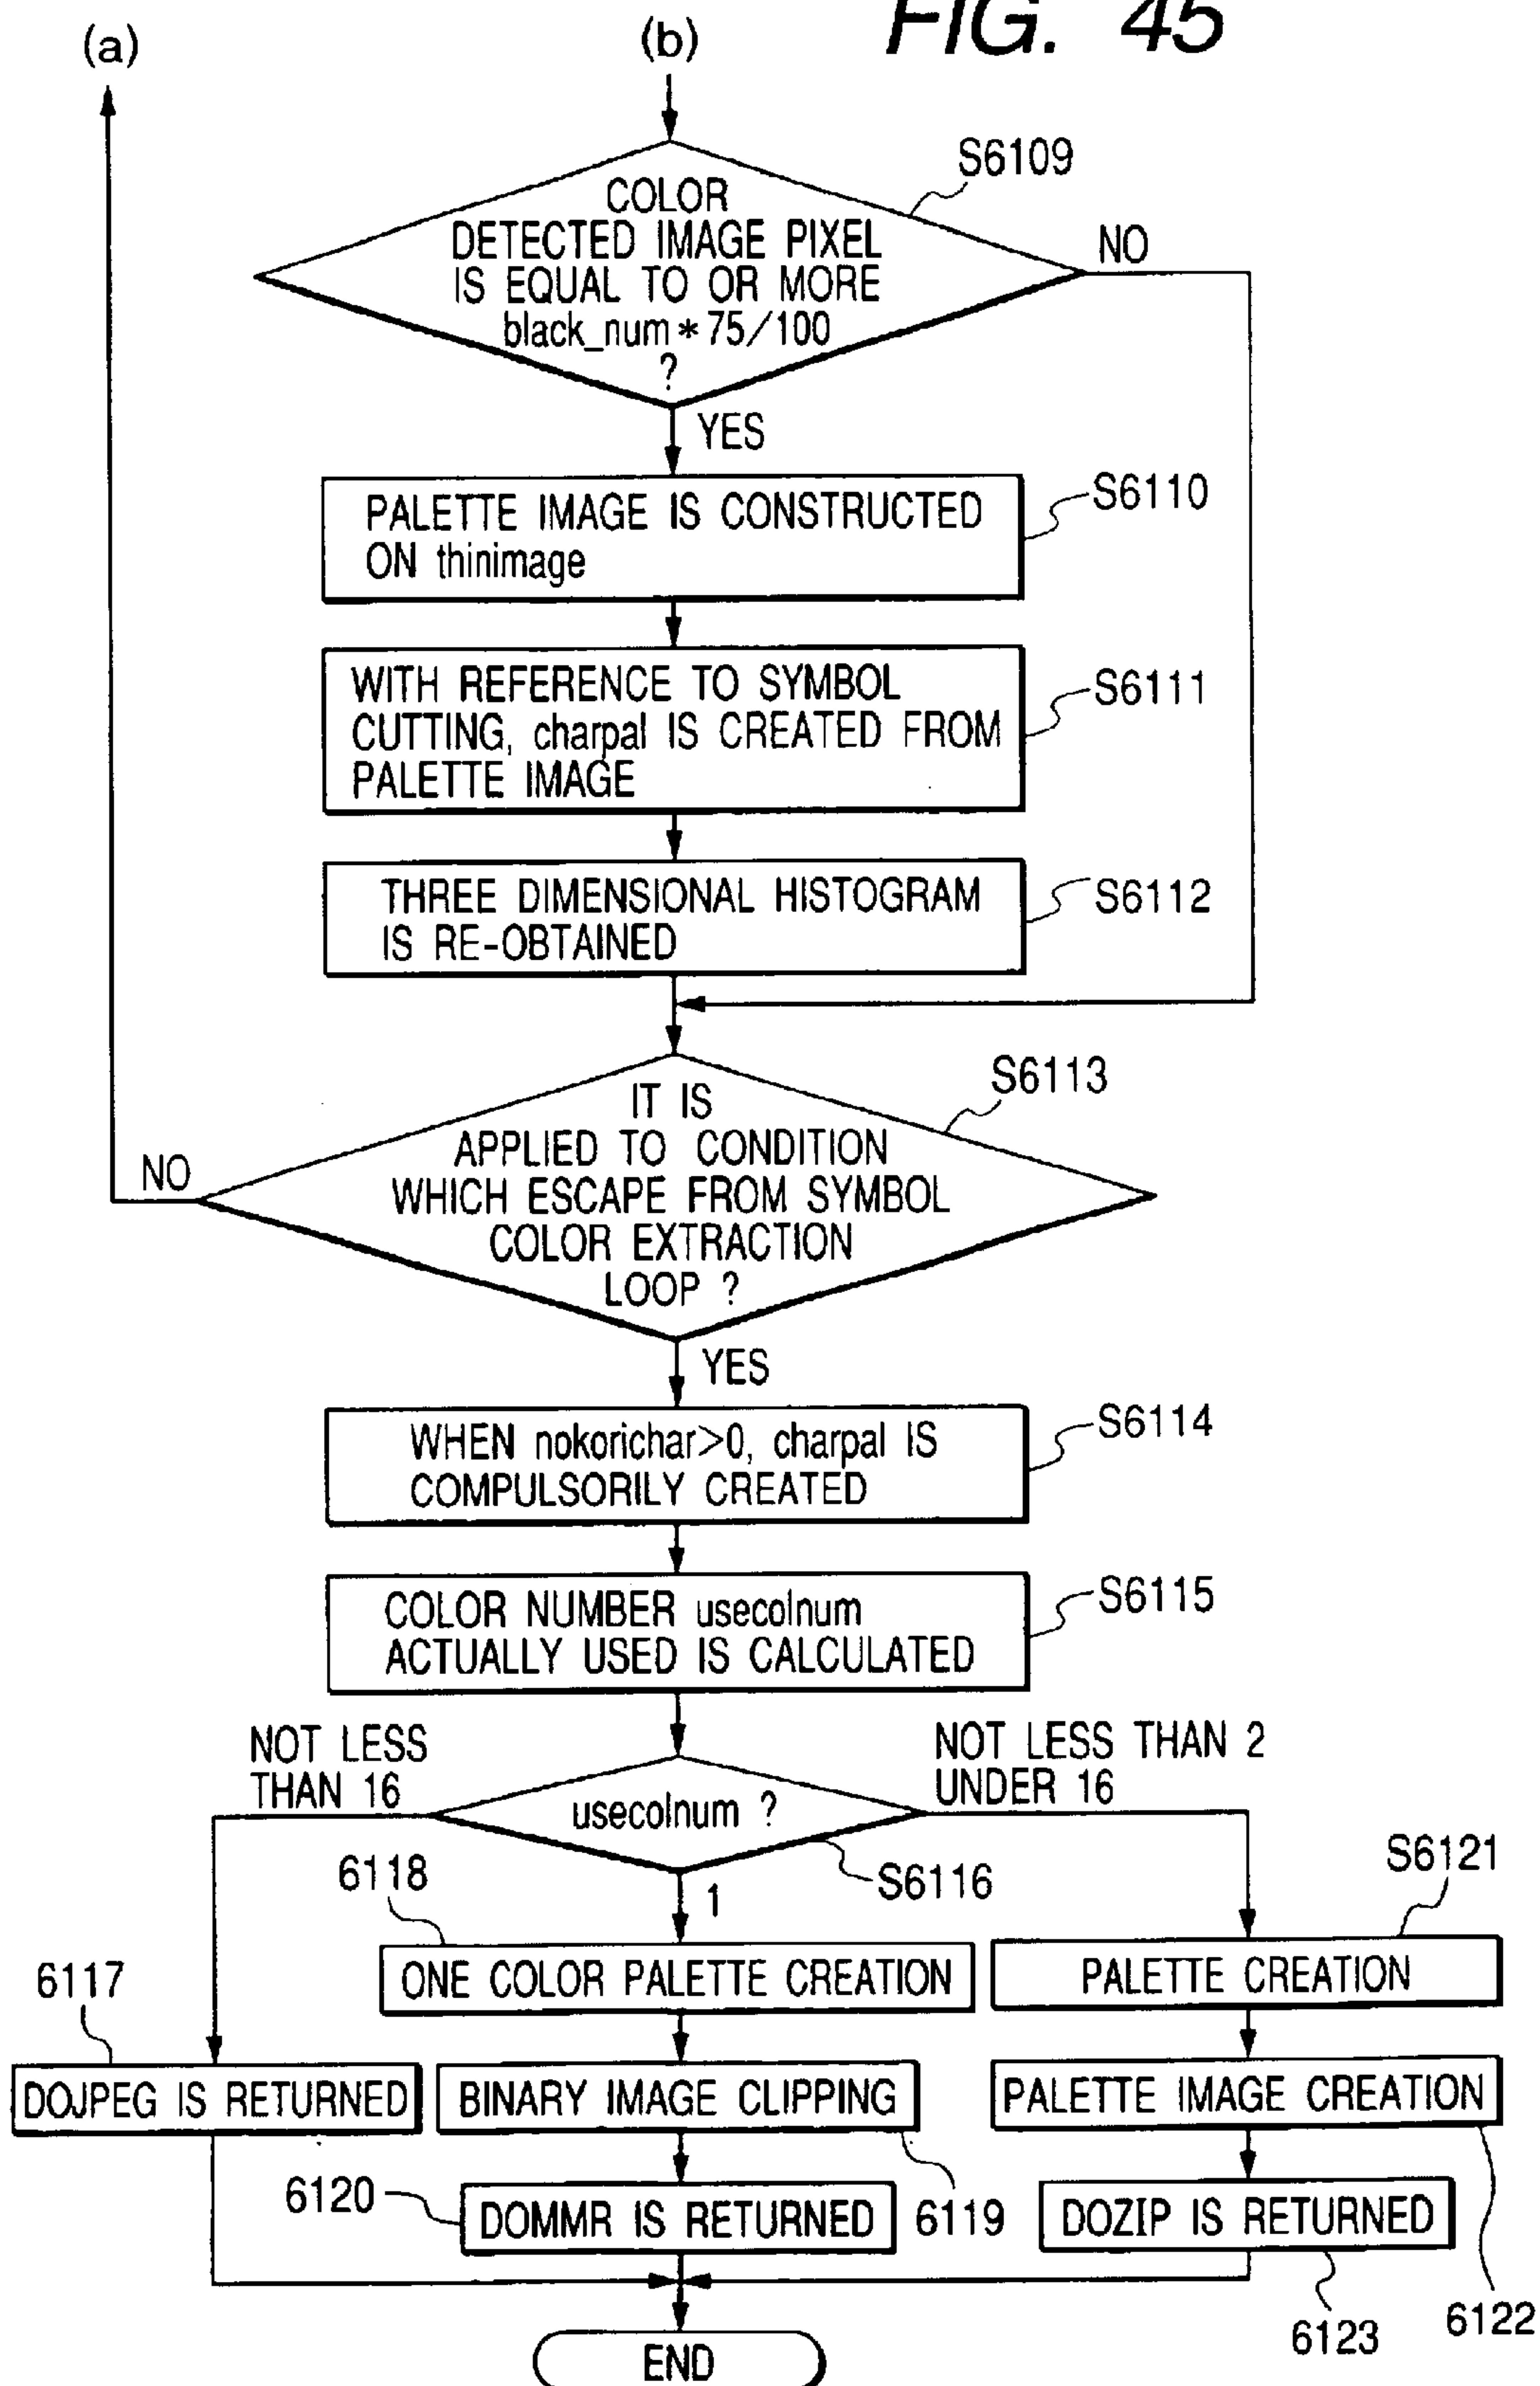 FIG. 45
(a)
(b)
S6109
COLOR
DETECTED IMAGE PIXEL
IS EQUAL TO OR MORE
black_num * 75/100
?
NO
YES
S6110
PALETTE IMAGE IS CONSTRUCTED
ON thinimage
S6111
WITH REFERENCE TO SYMBOL
CUTTING, charpal IS CREATED FROM
PALETTE IMAGE
S6112
THREE DIMENSIONAL HISTOGRAM
IS RE-OBTAINED
S6113
IT IS
APPLIED TO CONDITION
WHICH ESCAPE FROM SYMBOL
COLOR EXTRACTION
LOOP ?
NO
YES
S6114
WHEN nokorichar>0, charpal IS
COMPULSORILY CREATED
S6115
COLOR NUMBER usecolnum
ACTUALLY USED IS CALCULATED
NOT LESS
THAN 16
NOT LESS THAN 2
UNDER 16
usecolnum ?
S6116
1
6118
S6121
ONE COLOR PALETTE CREATION
PALETTE CREATION
6117
DOJPEG IS RETURNED
BINARY IMAGE CLIPPING
PALETTE IMAGE CREATION
6120
DOMMR IS RETURNED
6119
DOZIP IS RETURNED
6122
6123
END